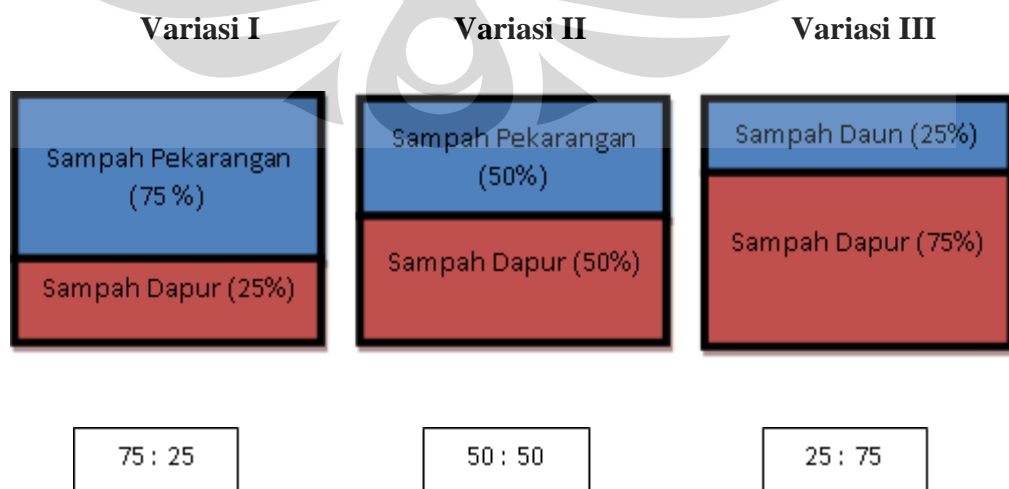 Variasi I
Variasi II
Variasi III
Sampah Pekarangan
(75 %)
Sampah Dapur (25%)
Sampah Pekarangan
(50%)
Sampah Dapur (50%)
Sampah Daun (25%)
Sampah Dapur (75%)
75 : 25
50 : 50
25 : 75